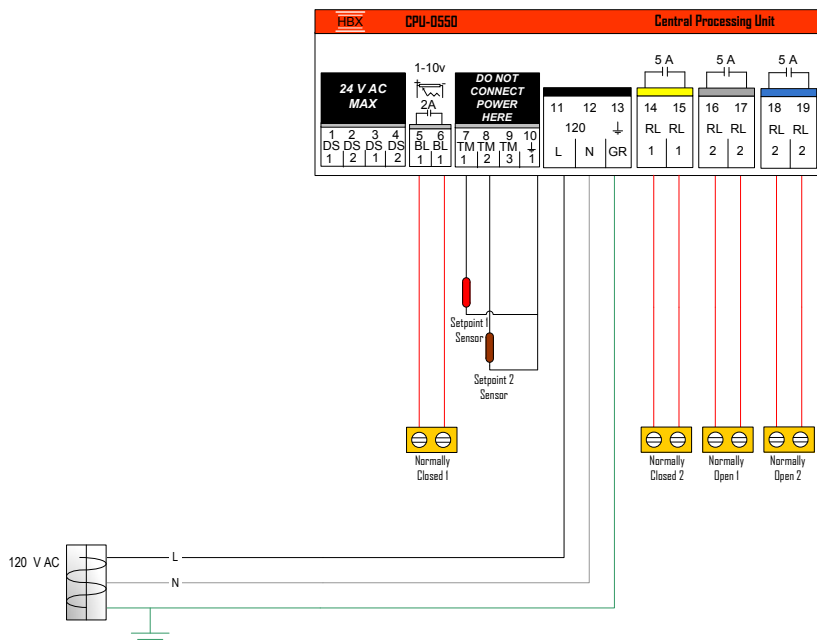 HBX CPU-0550 Central Processing Unit
24 V AC
MAX
1-10v
2A
DO NOT
CONNECT
POWER
HERE
5 A
5 A
5 A
1 2 3 4
DS DS DS DS
1 2 1 2
5 6
BL BL
1 1
7 8 9 10
TM TM TM
1 2 3 1
11 12 13
120
L N GR
14 15
RL RL
1 1
16 17
RL RL
2 2
18 19
RL RL
2 2
Setpoint 1
Sensor
Setpoint 2
Sensor
Normally
Closed 1
Normally
Closed 2
Normally
Open 1
Normally
Open 2
120 V AC
L
N